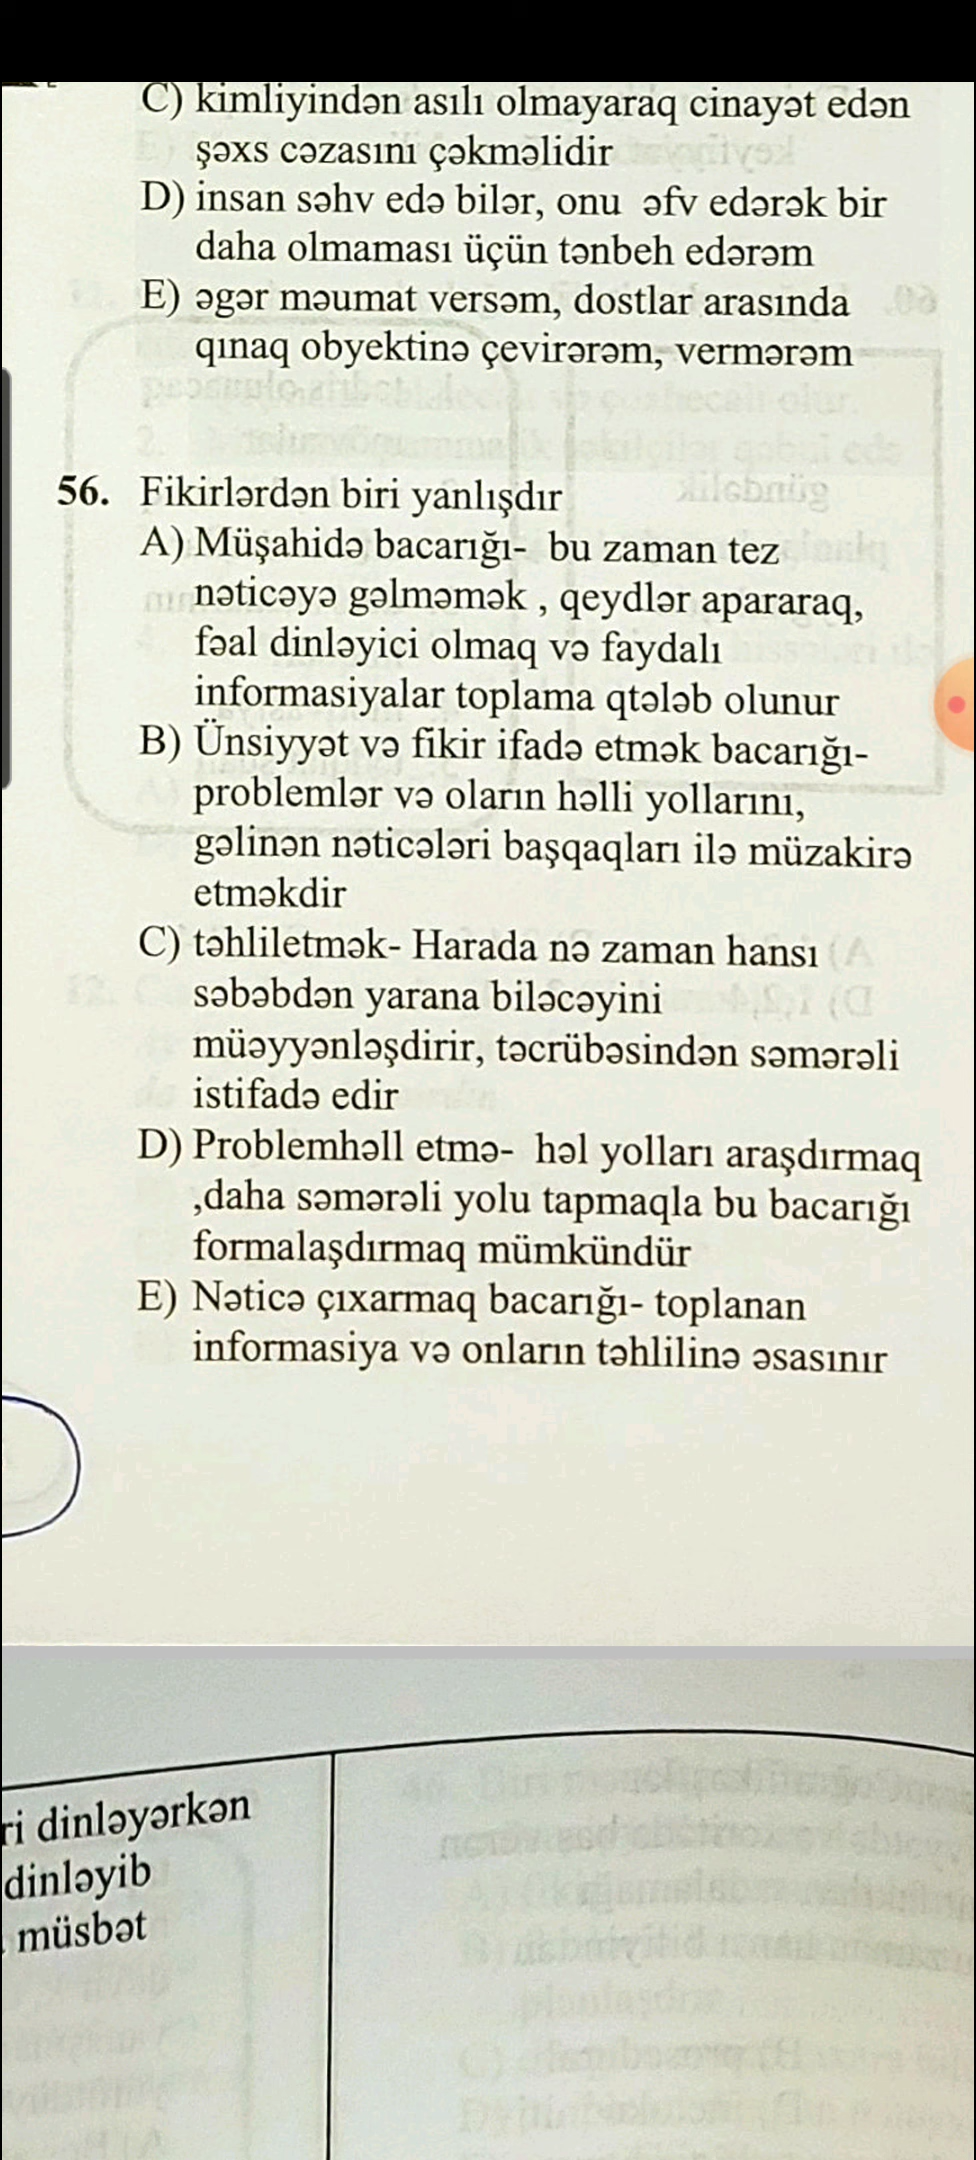 C) kimliyindən asılı olmayaraq cinayət edən
şəxs cəzasını çəkməlidir
D) insan səhv edə bilər, onu əfv edərək bir
daha olmaması üçün tənbeh edərəm
E) əgər məumat versəm, dostlar arasında
qınaq obyektinə çevirərəm, vermərəm
56. Fikirlərdən biri yanlışdır
A) Müşahidə bacarığı- bu zaman tez
nəticəyə gəlməmək , qeydlər apararaq,
fəal dinləyici olmaq və faydalı
informasiyalar toplama qtələb olunur
B) Ünsiyyət və fikir ifadə etmək bacarığı-
problemlər və oların həlli yollarını,
gəlinən nəticələri başqaqları ilə müzakirə
etməkdir
C) təhliletmək- Harada nə zaman hansı
səbəbdən yarana biləcəyini
müəyyənləşdirir, təcrübəsindən səmərəli
istifadə edir
D) Problemhəll etmə- həl yolları araşdırmaq
,daha səmərəli yolu tapmaqla bu bacarığı
formalaşdırmaq mümkündür
E) Nəticə çıxarmaq bacarığı- toplanan
informasiya və onların təhlilinə əsasınır
ri dinləyərkən
dinləyib
müsbət